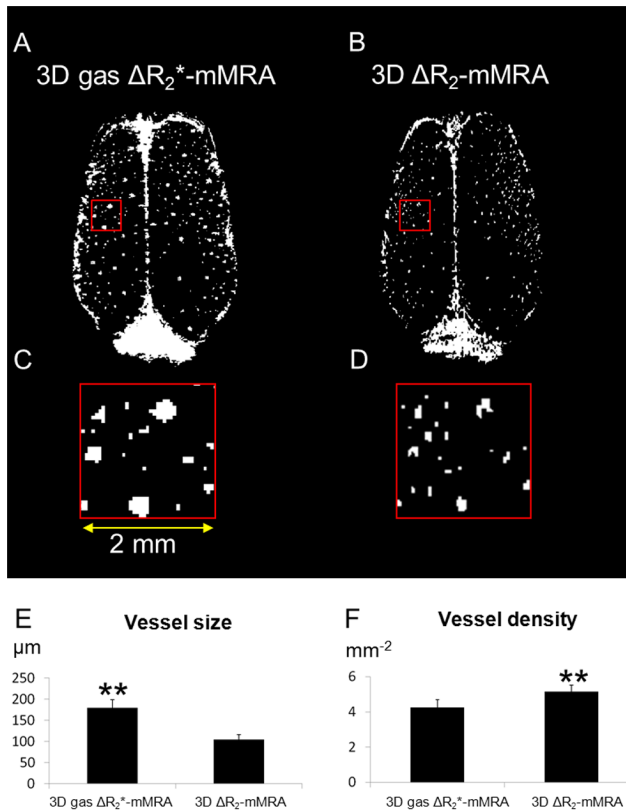 A
3D gas ΔR₂*-mMRA
B
3D ΔR₂-mMRA
C
D
2 mm
E
Vessel size
µm
**
250
200
150
100
50
0
3D gas ΔR₂*-mMRA
3D ΔR₂-mMRA
F
Vessel density
mm⁻²
**
6
4
2
0
3D gas ΔR₂*-mMRA
3D ΔR₂-mMRA